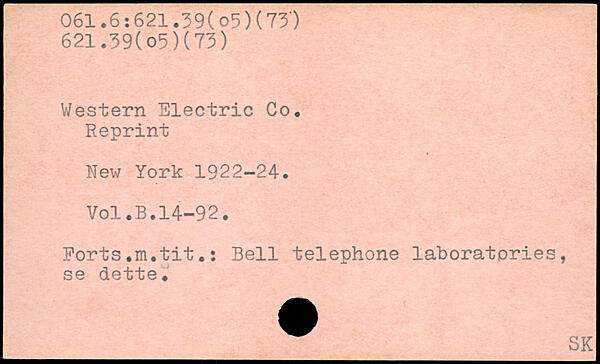 061.6:621.39(o5)(73)
621.39(o5)(73)
Western Electric Co.
Reprint
New York 1922-24.
Vol.B.14-92.
Forts.m.tit.: Bell telephone laboratories,
se dette.
SK